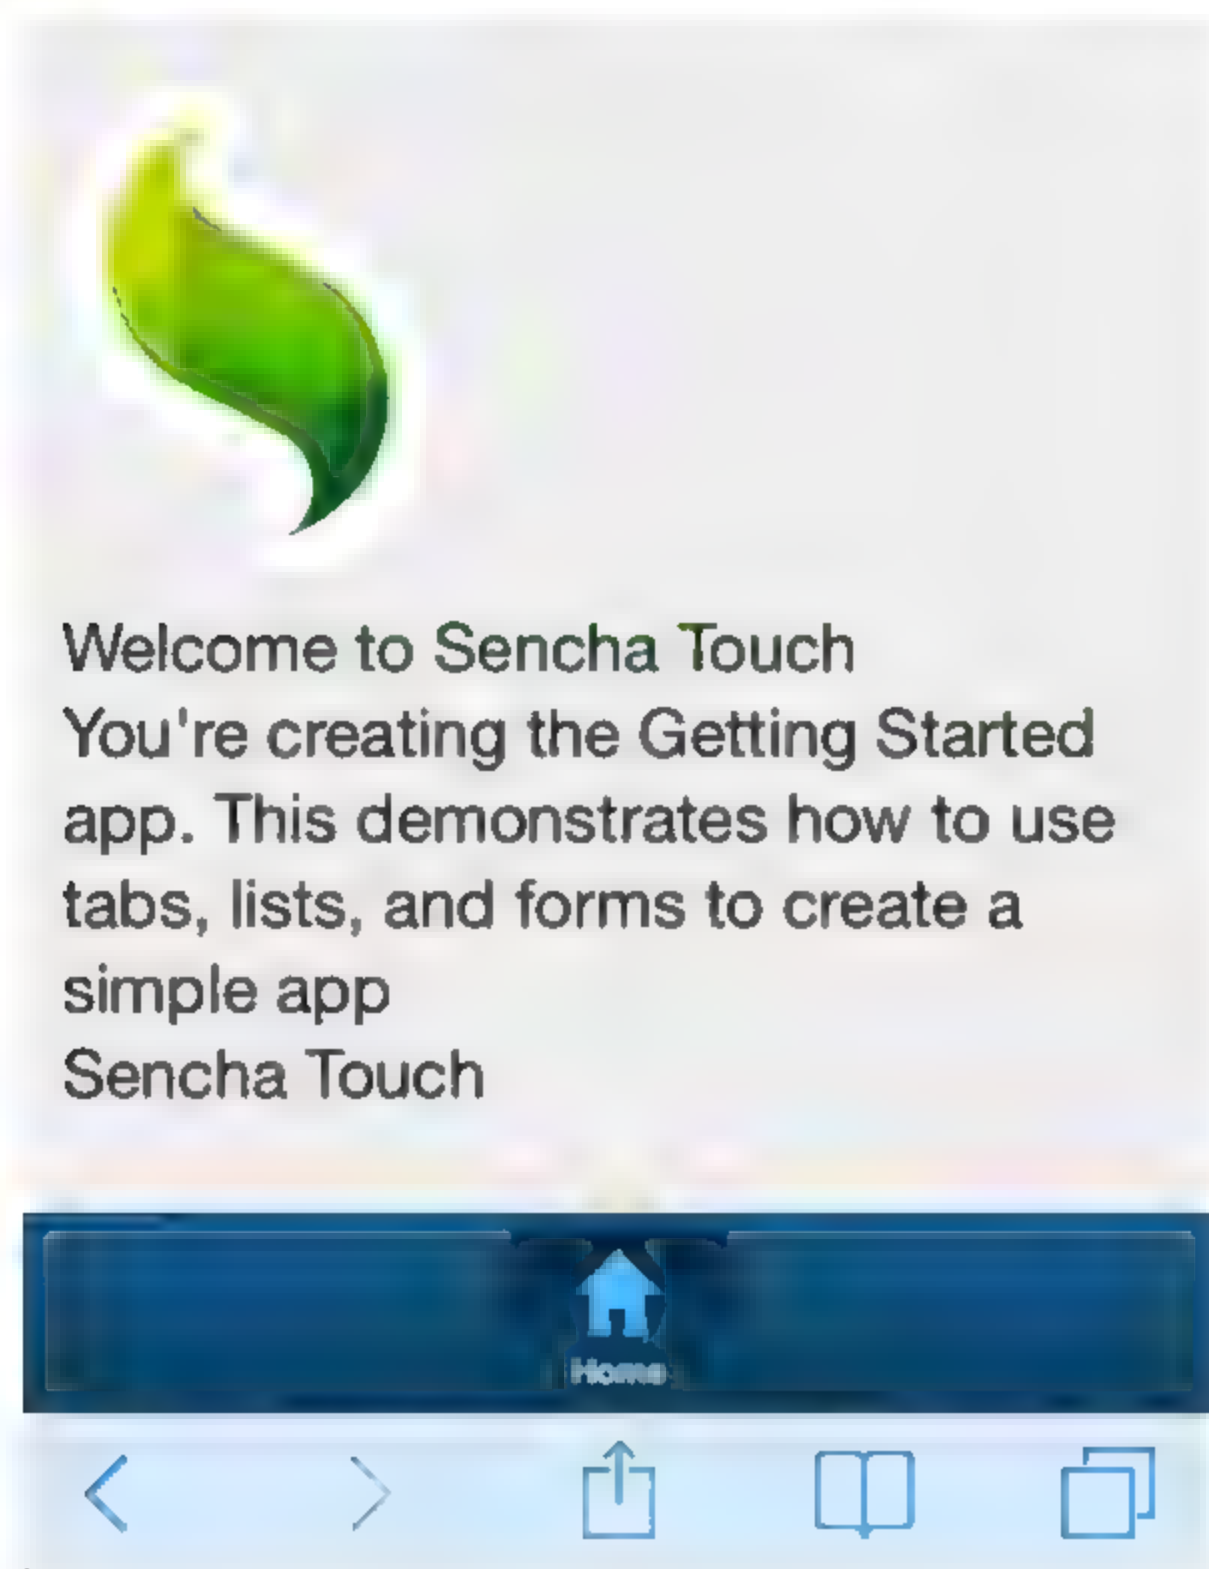 Welcome to Sencha Touch
You're creating the Getting Started
app. This demonstrates how to use
tabs, lists, and forms to create a
simple app
Sencha Touch
Home